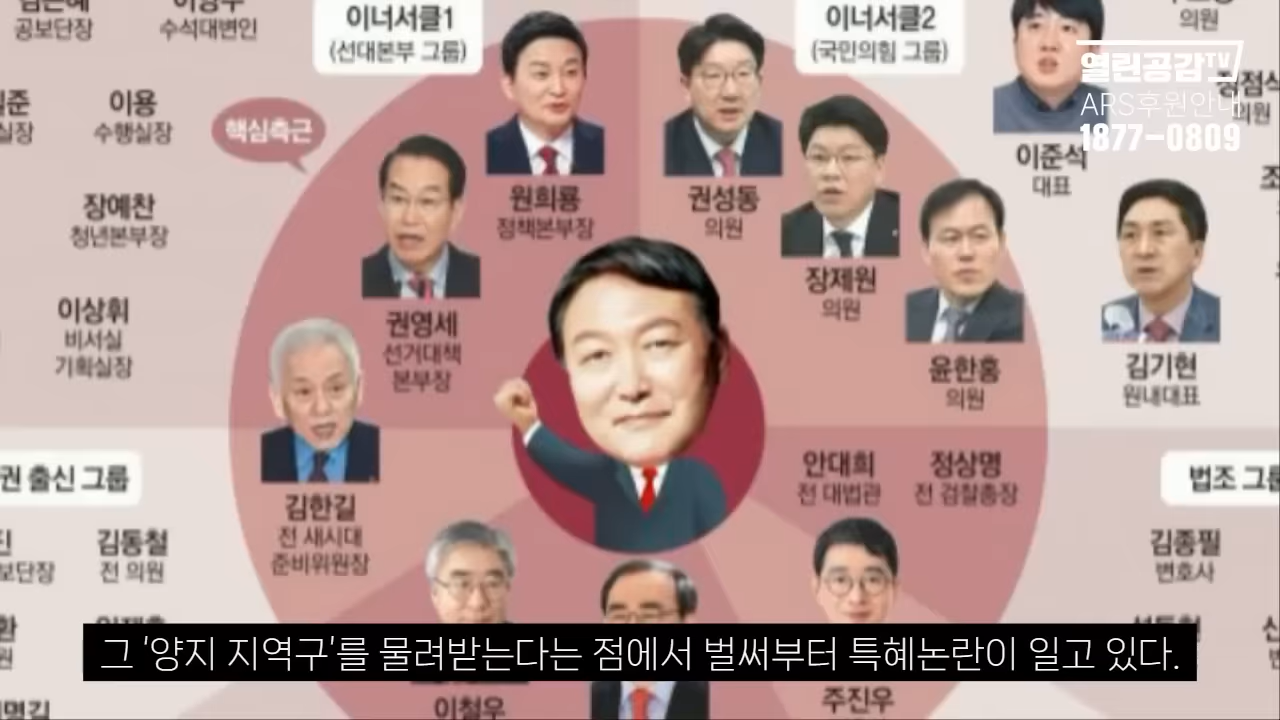 공보단장
수석대변인
이너서클1
(선대본부 그룹)
이너서클2
(국민의힘 그룹)
의원
열린공감TV
ARS후원안내
1877-0809
이용
수행실장
핵심측근
장예찬
청년본부장
원희룡
정책본부장
권성동
의원
이준석
대표
장제원
의원
이상휘
비서실
기획실장
권영세
선거대책
본부장
윤한홍
의원
김기현
원내대표
출신 그룹
김한길
전 새시대
준비위원장
안대희
전 대법관
정상명
전 검찰총장
법조
김동철
전 의원
김종필
변호사
그 '양지 지역구'를 물려받는다는 점에서 벌써부터 특혜논란이 일고 있다.
이철우
주진우